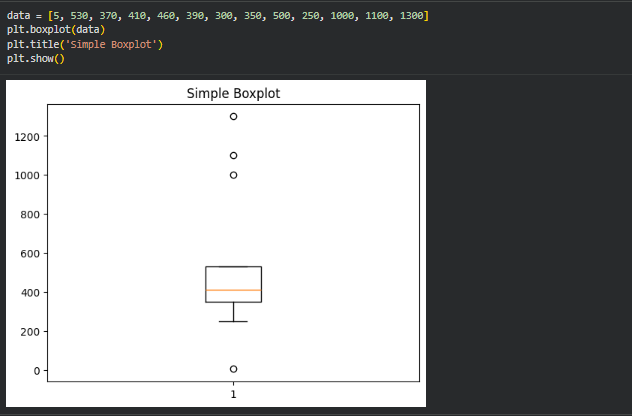 data = [5, 530, 370, 410, 460, 390, 300, 350, 500, 250, 1000, 1100, 1300]
plt.boxplot(data)
plt.title('Simple Boxplot')
plt.show()
Simple Boxplot
1200
1000
800
600
400
200
0
1